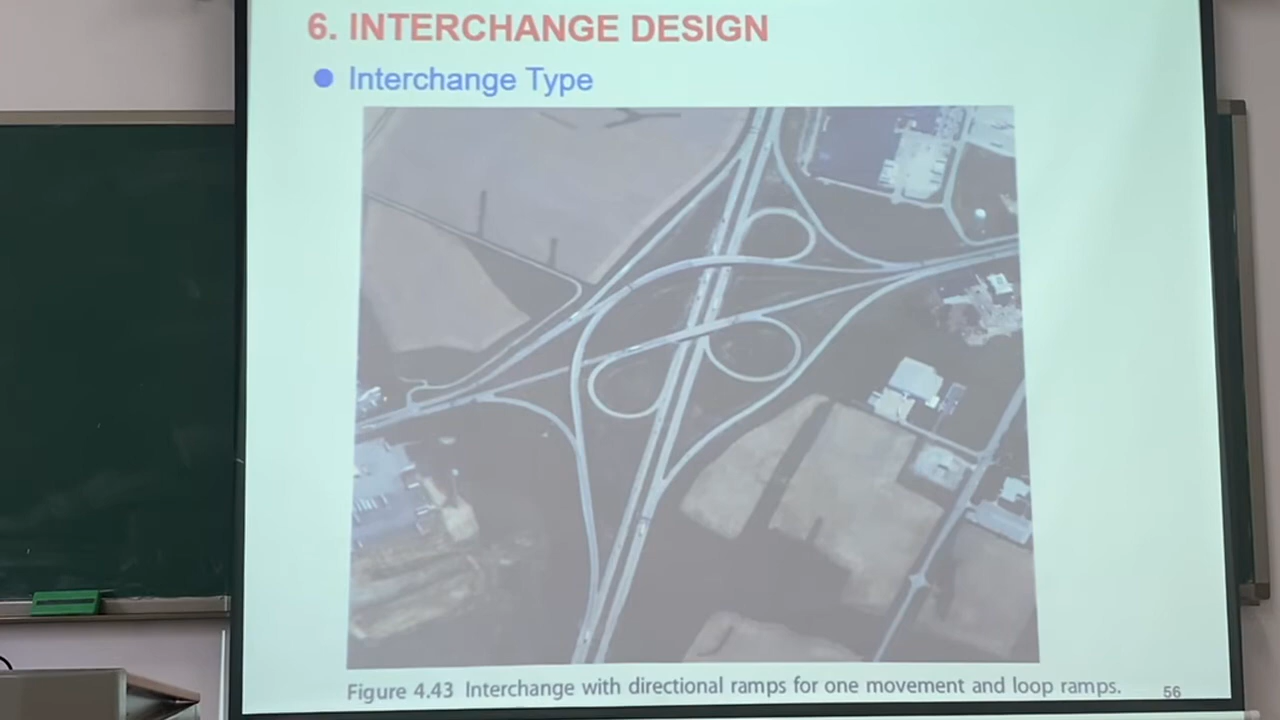 6. INTERCHANGE DESIGN
● Interchange Type
Figure 4.43 Interchange with directional ramps for one movement and loop ramps.
56